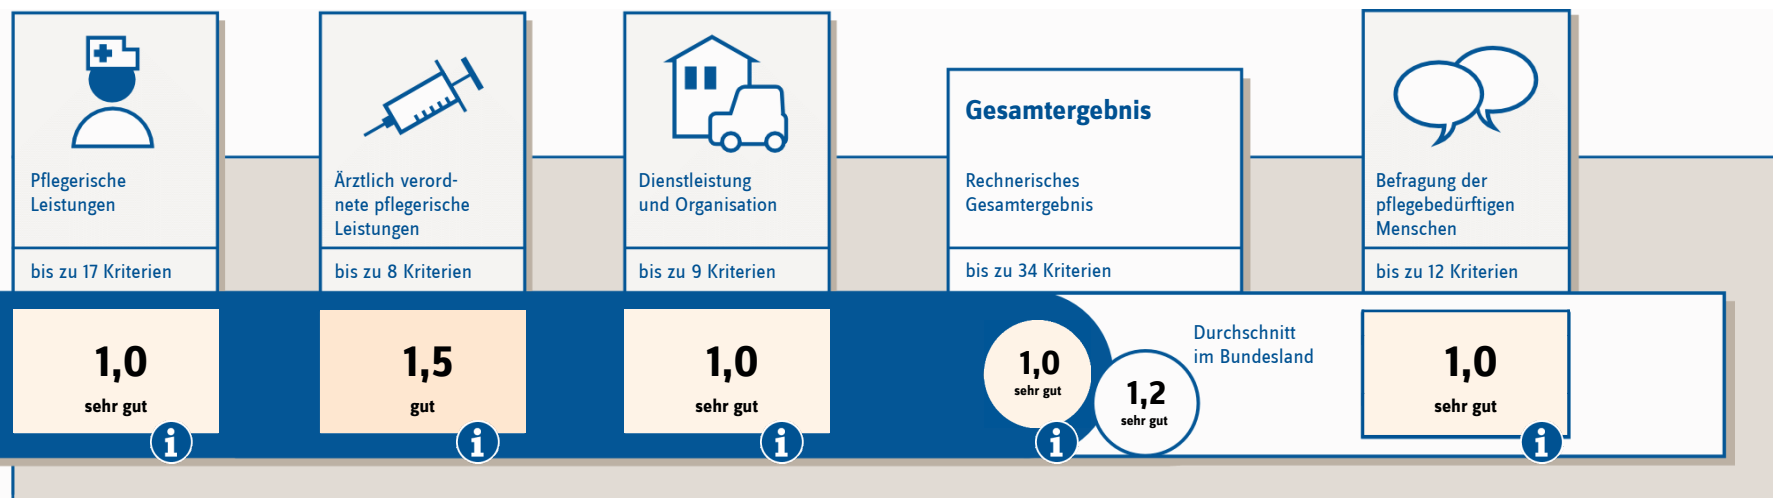 Pflegerische
Leistungen
bis zu 17 Kriterien
1,0
sehr gut
i
Ärztlich verord-
nete pflegerische
Leistungen
bis zu 8 Kriterien
1,5
gut
i
Dienstleistung
und Organisation
bis zu 9 Kriterien
1,0
sehr gut
i
Gesamtergebnis
Rechnerisches
Gesamtergebnis
bis zu 34 Kriterien
1,0
sehr gut
i
1,2
sehr gut
Durchschnitt
im Bundesland
Befragung der
pflegebedürftigen
Menschen
bis zu 12 Kriterien
1,0
sehr gut
i